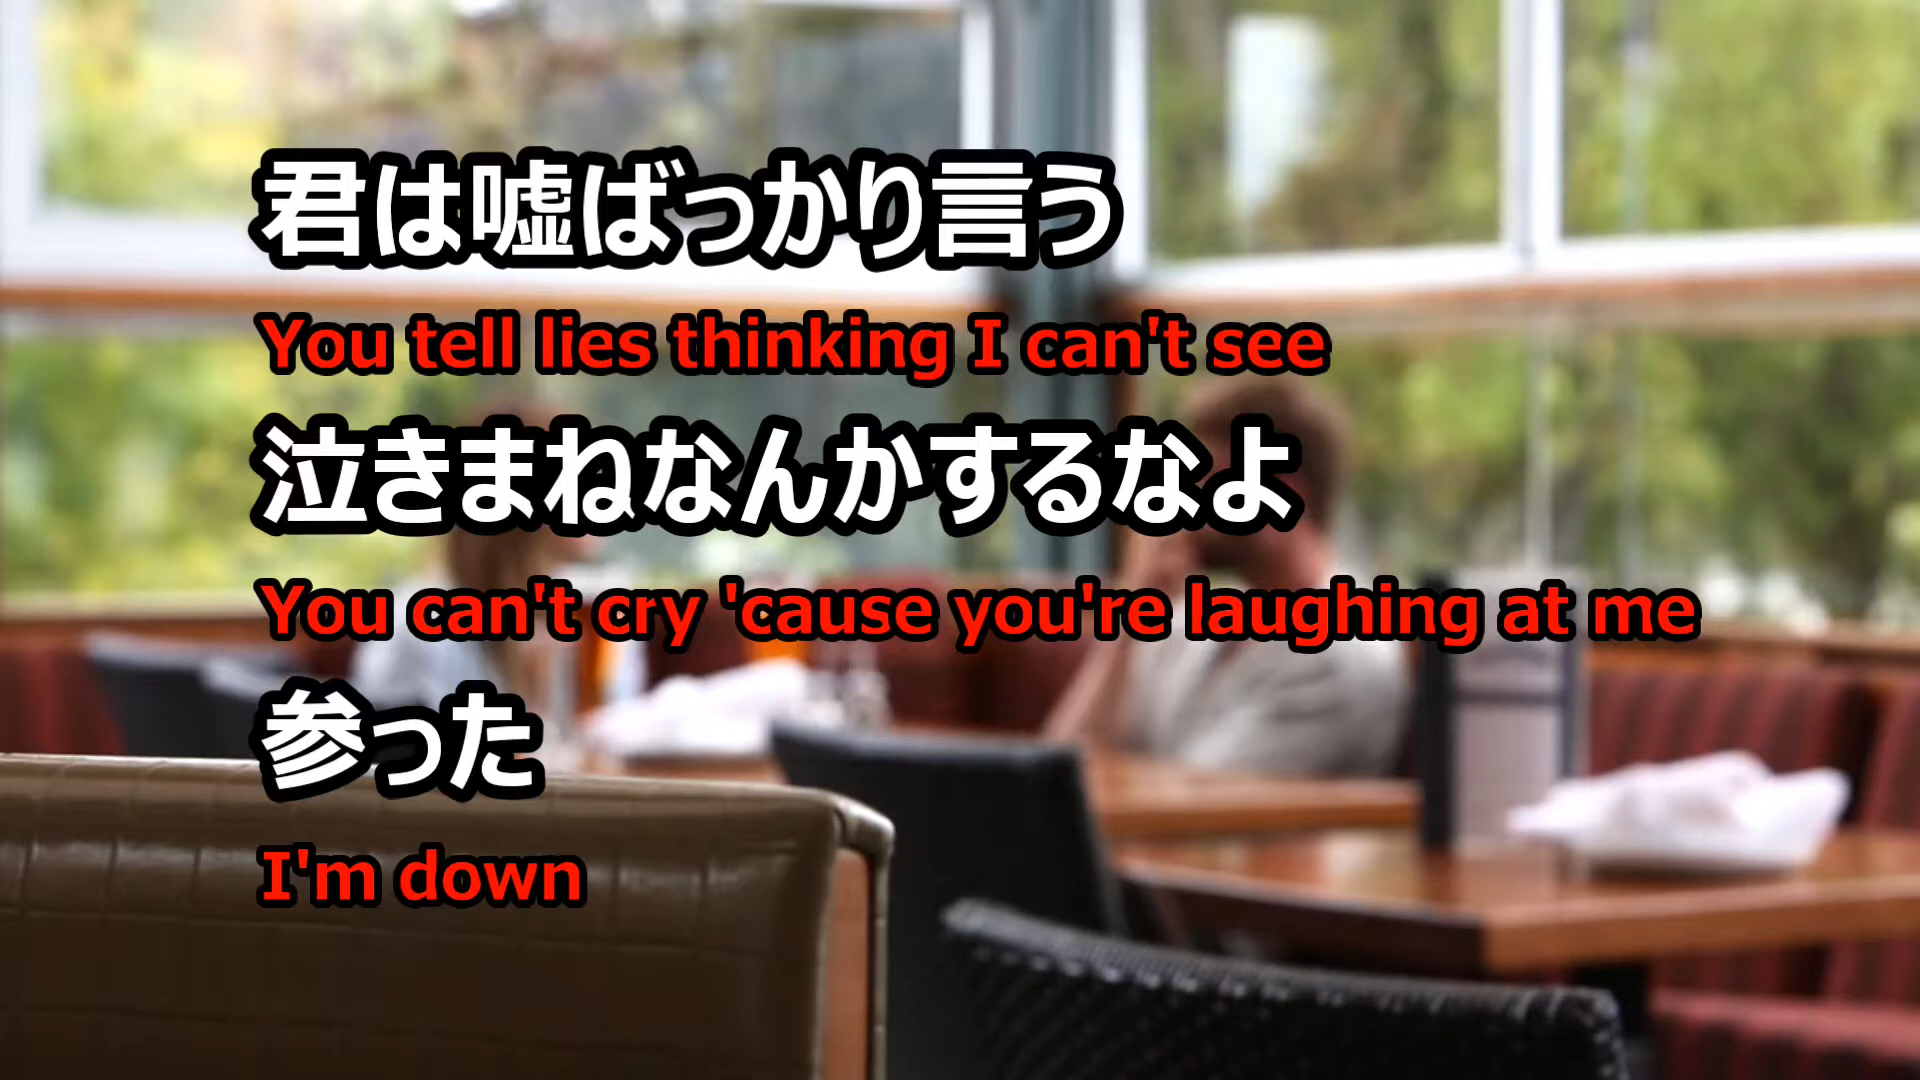 君は嘘ばっかり言う
You tell lies thinking I can't see
泣きまねなんかするなよ
You can't cry 'cause you're laughing at me
参った
I'm down